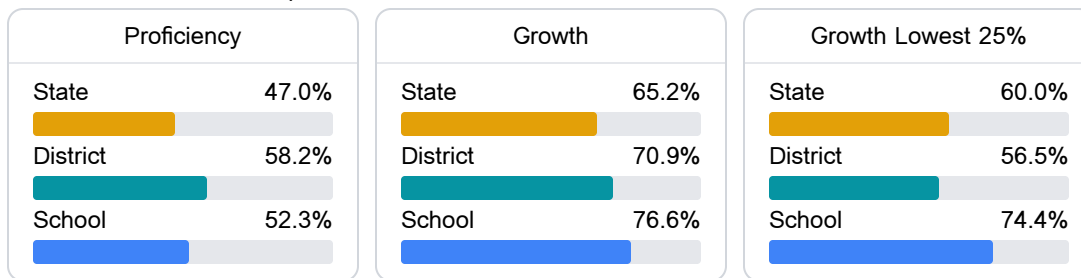 Proficiency
State 47.0%
District 58.2%
School 52.3%
Growth
State 65.2%
District 70.9%
School 76.6%
Growth Lowest 25%
State 60.0%
District 56.5%
School 74.4%